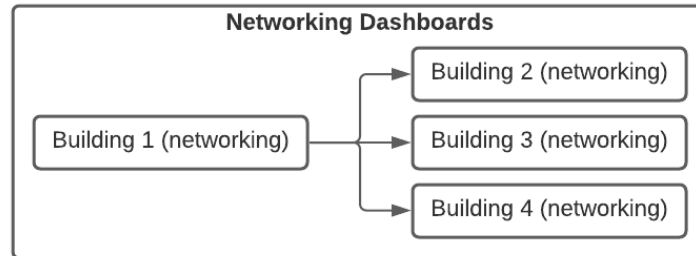 Networking Dashboards
Building 1 (networking)
Building 2 (networking)
Building 3 (networking)
Building 4 (networking)